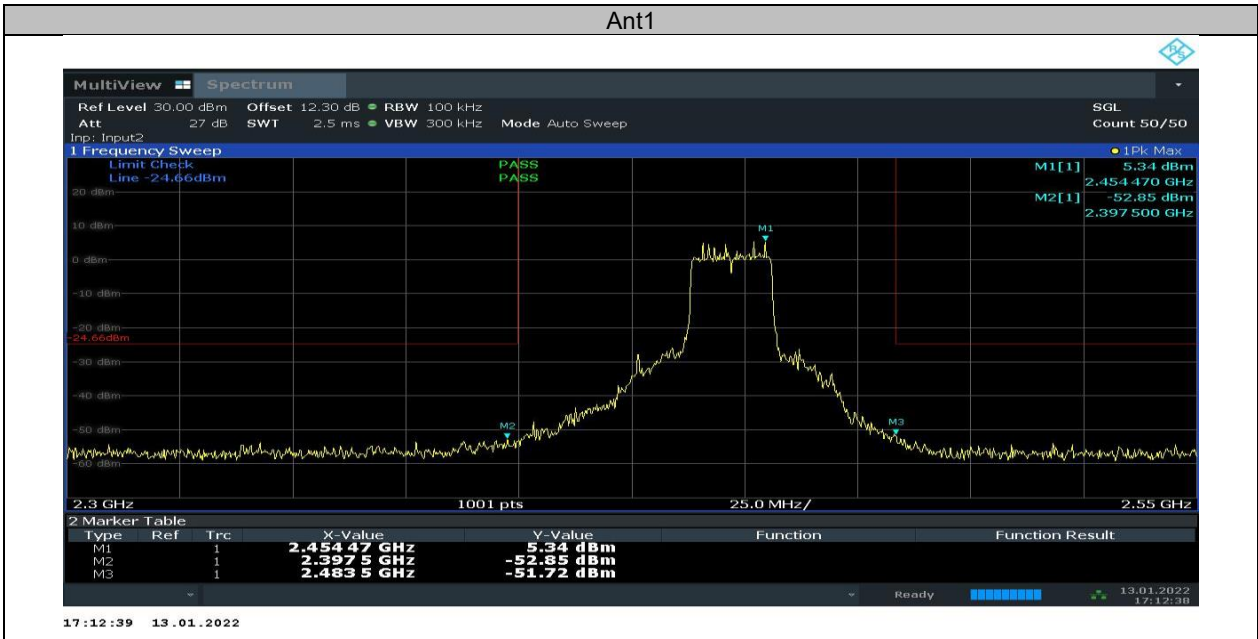 Ant1
R&S
MultiView Spectrum
Ref Level 30.00 dBm Offset 12.30 dB RBW 100 kHz SGL
Att 27 dB SWT 2.5 ms VBW 300 kHz Mode Auto Sweep Count 50/50
Inp: Input2
1 Frequency Sweep 1Pk Max
Limit Check PASS M1[1] 5.34 dBm
Line -24.66dBm PASS 2.454 470 GHz
20 dBm M2[1] -52.85 dBm
2.397 500 GHz
10 dBm
M1
0 dBm
-10 dBm
-20 dBm
-24.66dBm
-30 dBm
-40 dBm
-50 dBm M2 M3
-60 dBm
2.3 GHz 1001 pts 25.0 MHz/ 2.55 GHz
2 Marker Table
Type Ref Trc X-Value Y-Value Function Function Result
M1 1 2.454 47 GHz 5.34 dBm
M2 1 2.397 5 GHz -52.85 dBm
M3 1 2.483 5 GHz -51.72 dBm
Ready 13.01.2022
17:12:38
17:12:39 13.01.2022